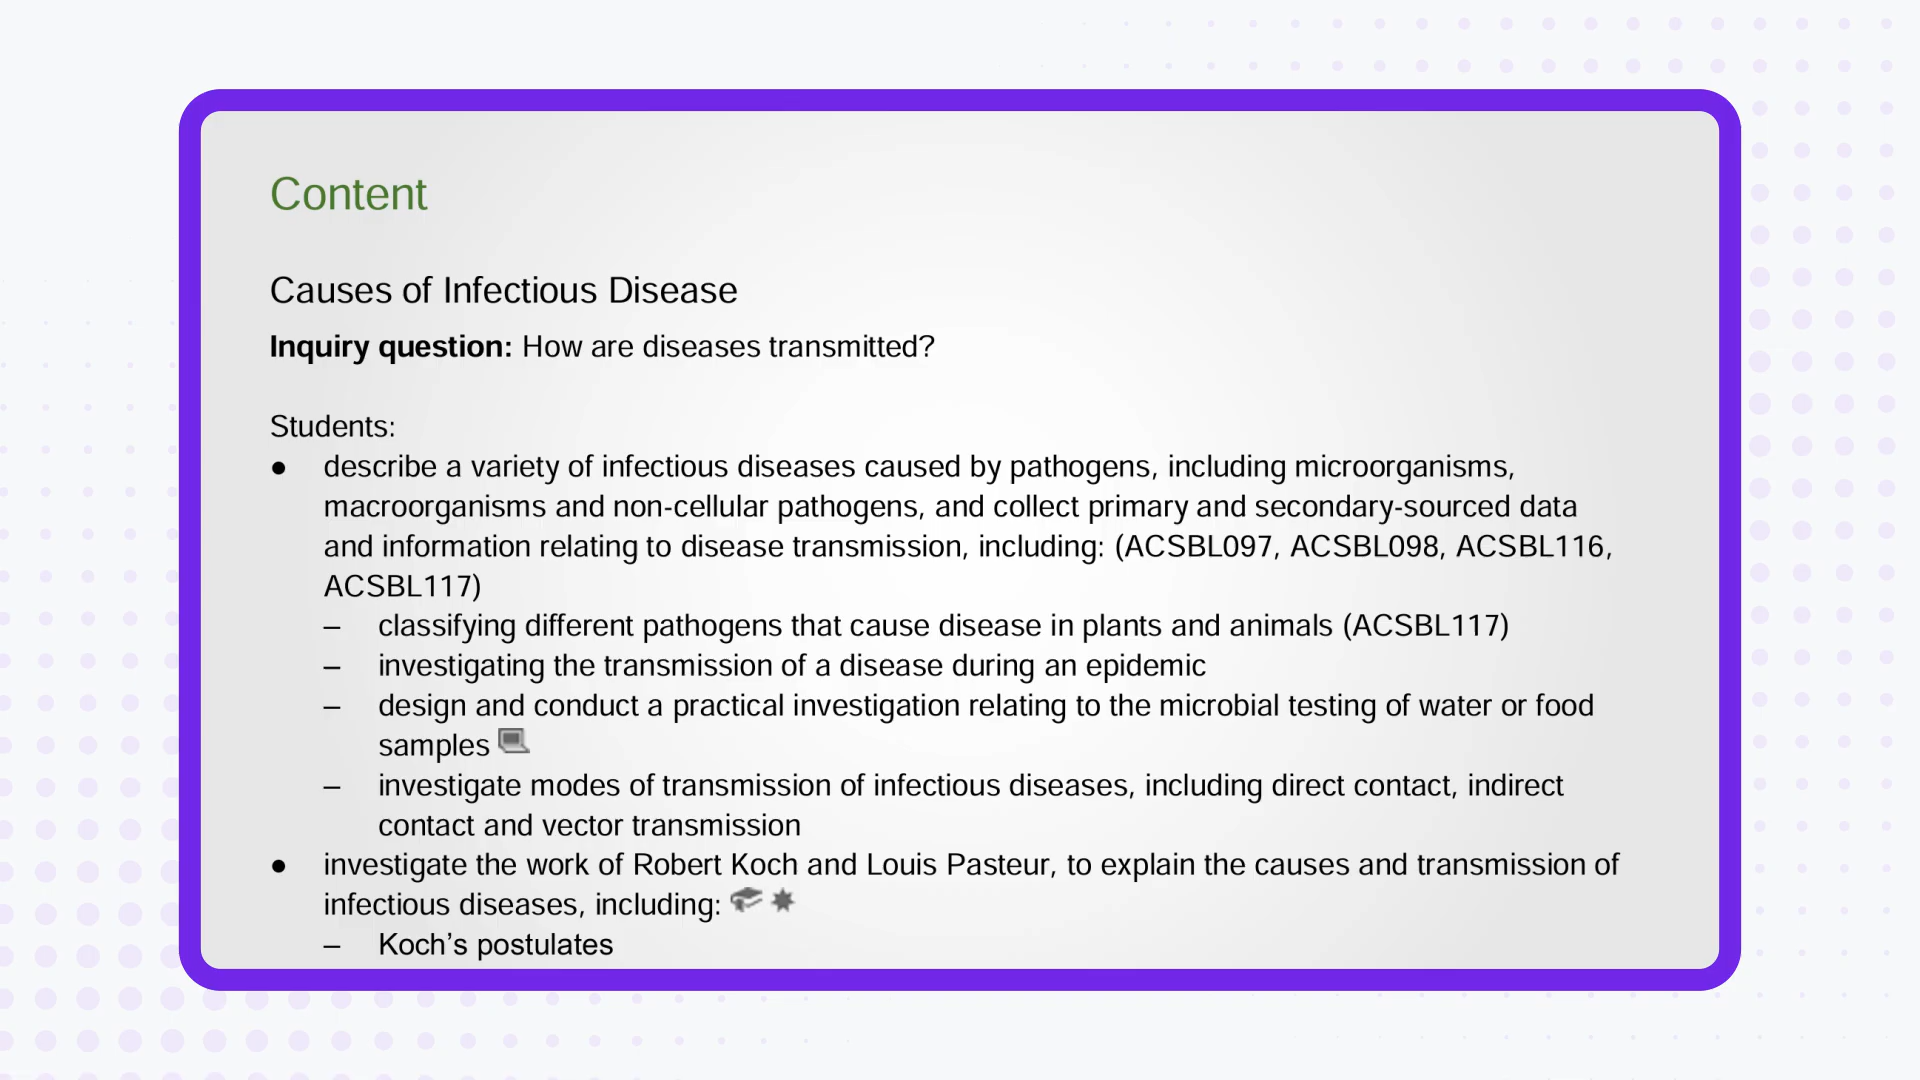 Content
Causes of Infectious Disease
Inquiry question: How are diseases transmitted?
Students:
● describe a variety of infectious diseases caused by pathogens, including microorganisms,
macroorganisms and non-cellular pathogens, and collect primary and secondary-sourced data
and information relating to disease transmission, including: (ACSBL097, ACSBL098, ACSBL116,
ACSBL117)
– classifying different pathogens that cause disease in plants and animals (ACSBL117)
– investigating the transmission of a disease during an epidemic
– design and conduct a practical investigation relating to the microbial testing of water or food
samples
– investigate modes of transmission of infectious diseases, including direct contact, indirect
contact and vector transmission
● investigate the work of Robert Koch and Louis Pasteur, to explain the causes and transmission of
infectious diseases, including:
– Koch’s postulates